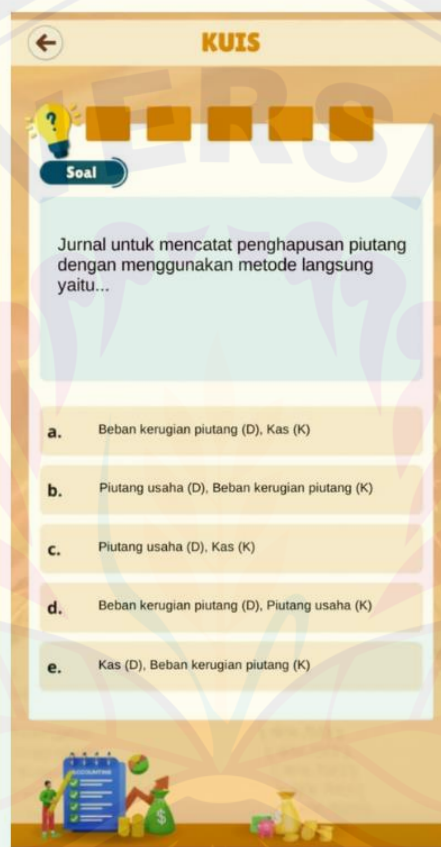 KUIS
Soal
Jurnal untuk mencatat penghapusan piutang
dengan menggunakan metode langsung
yaitu...
a. Beban kerugian piutang (D), Kas (K)
b. Piutang usaha (D), Beban kerugian piutang (K)
c. Piutang usaha (D), Kas (K)
d. Beban kerugian piutang (D), Piutang usaha (K)
e. Kas (D), Beban kerugian piutang (K)
ACCOUNTING